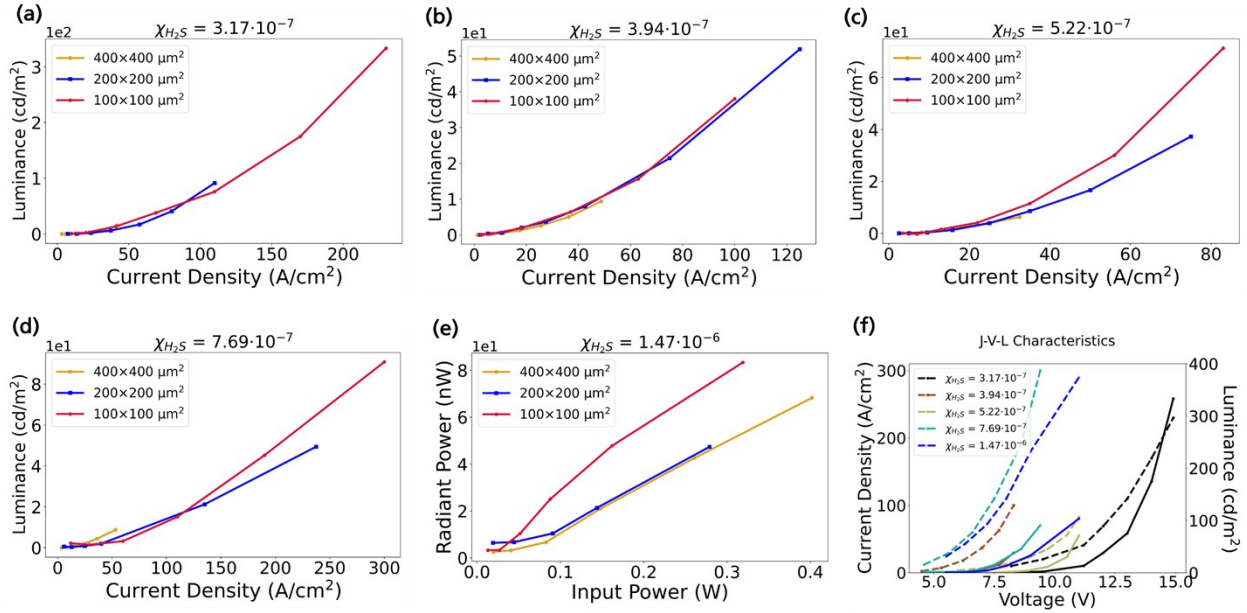 (a)
χH₂S = 3.17·10⁻⁷
1e2
400×400 μm²
200×200 μm²
100×100 μm²
3
2
1
0
Luminance (cd/m²)
0 50 100 150 200
Current Density (A/cm²)
(b)
χH₂S = 3.94·10⁻⁷
1e1
400×400 μm²
200×200 μm²
100×100 μm²
5
4
3
2
1
0
Luminance (cd/m²)
0 20 40 60 80 100 125
Current Density (A/cm²)
(c)
χH₂S = 5.22·10⁻⁷
1e1
400×400 μm²
200×200 μm²
100×100 μm²
6
4
2
0
Luminance (cd/m²)
0 20 40 60 80
Current Density (A/cm²)
(d)
χH₂S = 7.69·10⁻⁷
1e1
400×400 μm²
200×200 μm²
100×100 μm²
8
6
4
2
0
Luminance (cd/m²)
0 50 100 150 200 250 300
Current Density (A/cm²)
(e)
χH₂S = 1.47·10⁻⁶
1e1
400×400 μm²
200×200 μm²
100×100 μm²
8
6
4
2
0
Radiant Power (nW)
0 0.1 0.2 0.3 0.4
Input Power (W)
(f)
J-V-L Characteristics
χH₂S = 3.17·10⁻⁷
χH₂S = 3.94·10⁻⁷
χH₂S = 5.22·10⁻⁷
χH₂S = 7.69·10⁻⁷
χH₂S = 1.47·10⁻⁶
300
200
100
0
Current Density (A/cm²)
400
300
200
100
0
Luminance (cd/m²)
5.0 7.5 10.0 12.5 15.0
Voltage (V)